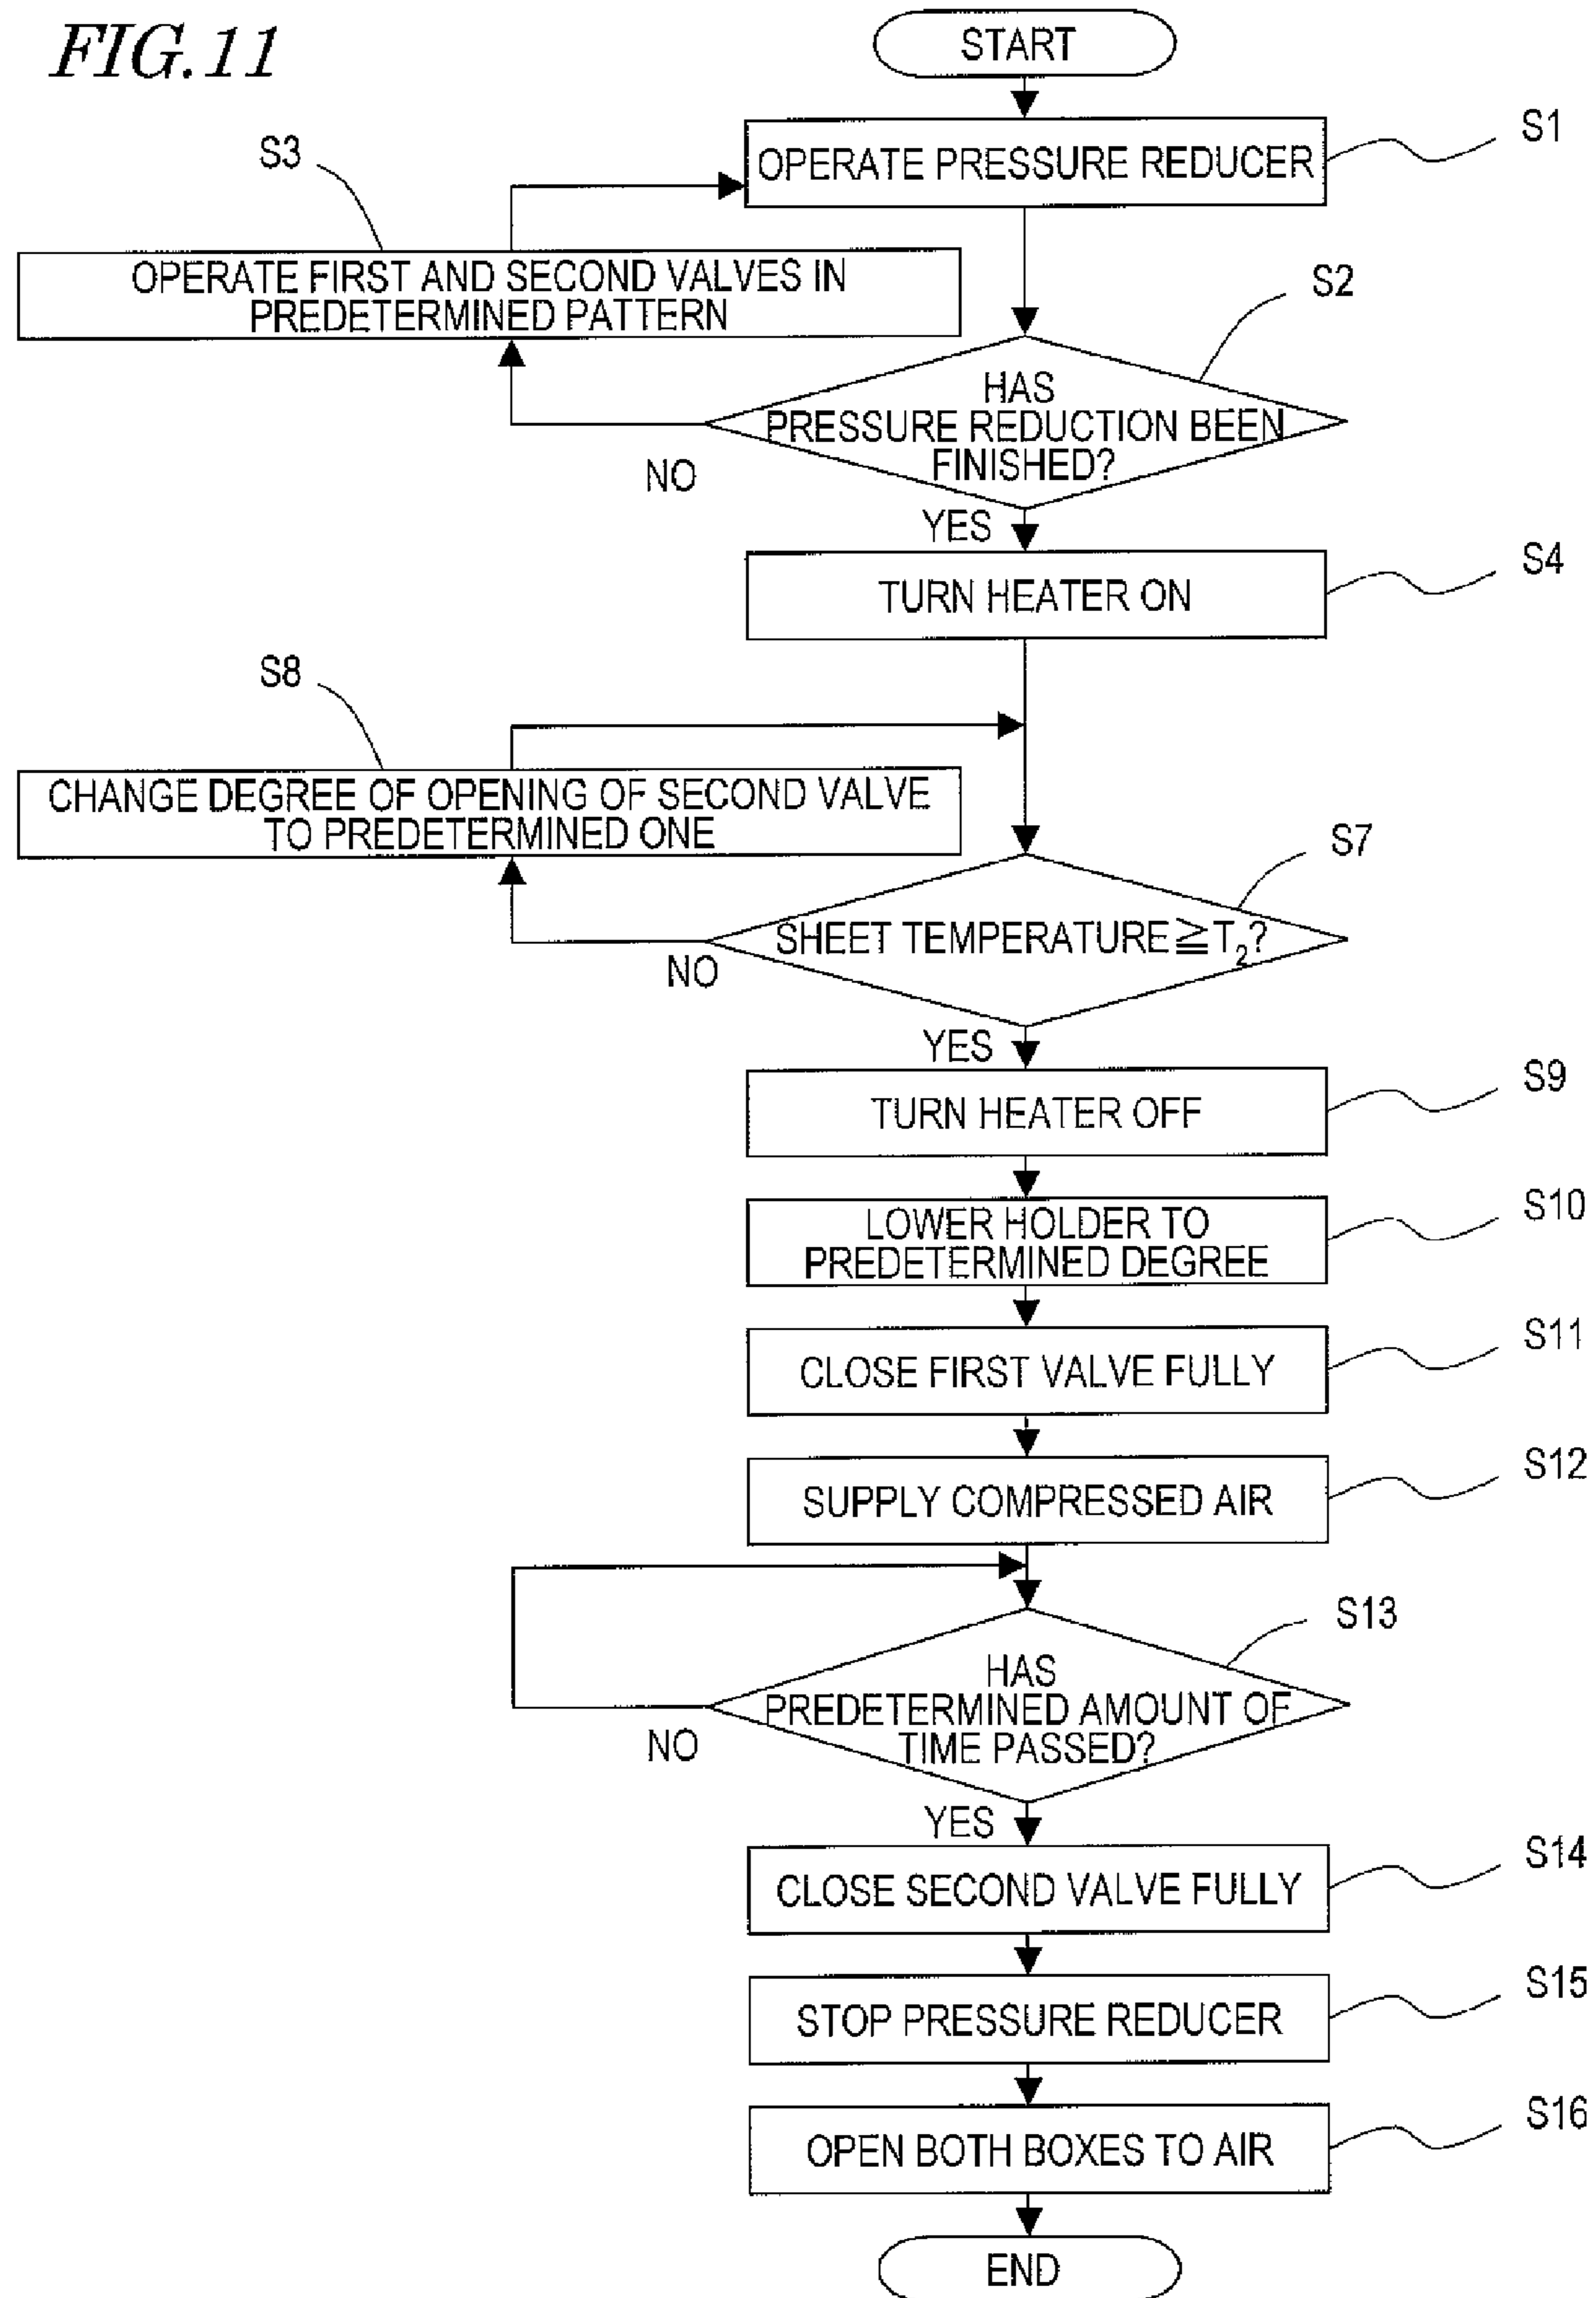 FIG.11
START
S1
OPERATE PRESSURE REDUCER
S3
OPERATE FIRST AND SECOND VALVES IN
PREDETERMINED PATTERN
S2
HAS
PRESSURE REDUCTION BEEN
FINISHED?
NO
YES
S4
TURN HEATER ON
S8
CHANGE DEGREE OF OPENING OF SECOND VALVE
TO PREDETERMINED ONE
S7
SHEET TEMPERATURE≧T2?
NO
YES
S9
TURN HEATER OFF
S10
LOWER HOLDER TO
PREDETERMINED DEGREE
S11
CLOSE FIRST VALVE FULLY
S12
SUPPLY COMPRESSED AIR
S13
HAS
PREDETERMINED AMOUNT OF
TIME PASSED?
NO
YES
S14
CLOSE SECOND VALVE FULLY
S15
STOP PRESSURE REDUCER
S16
OPEN BOTH BOXES TO AIR
END